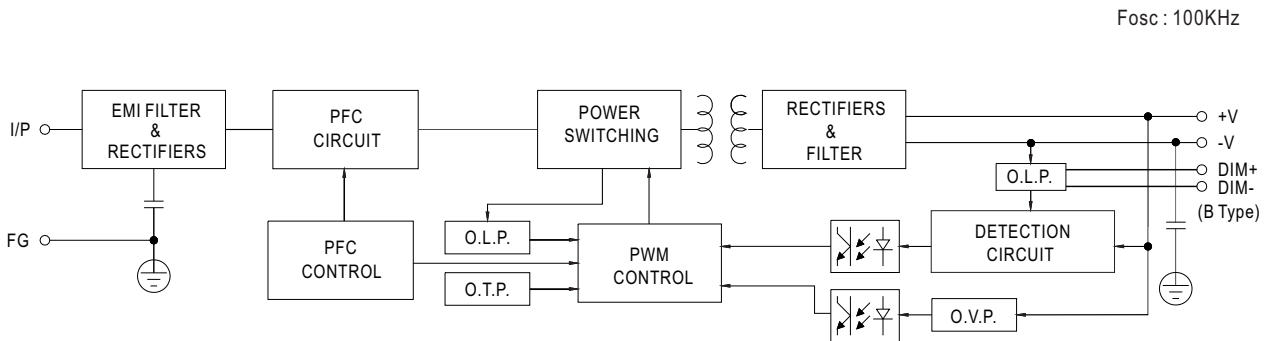 Fosc : 100KHz
I/P
EMI FILTER
&
RECTIFIERS
PFC
CIRCUIT
POWER
SWITCHING
RECTIFIERS
&
FILTER
+V
-V
DIM+
DIM-
(B Type)
O.L.P.
FG
PFC
CONTROL
O.L.P.
O.T.P.
PWM
CONTROL
DETECTION
CIRCUIT
O.V.P.